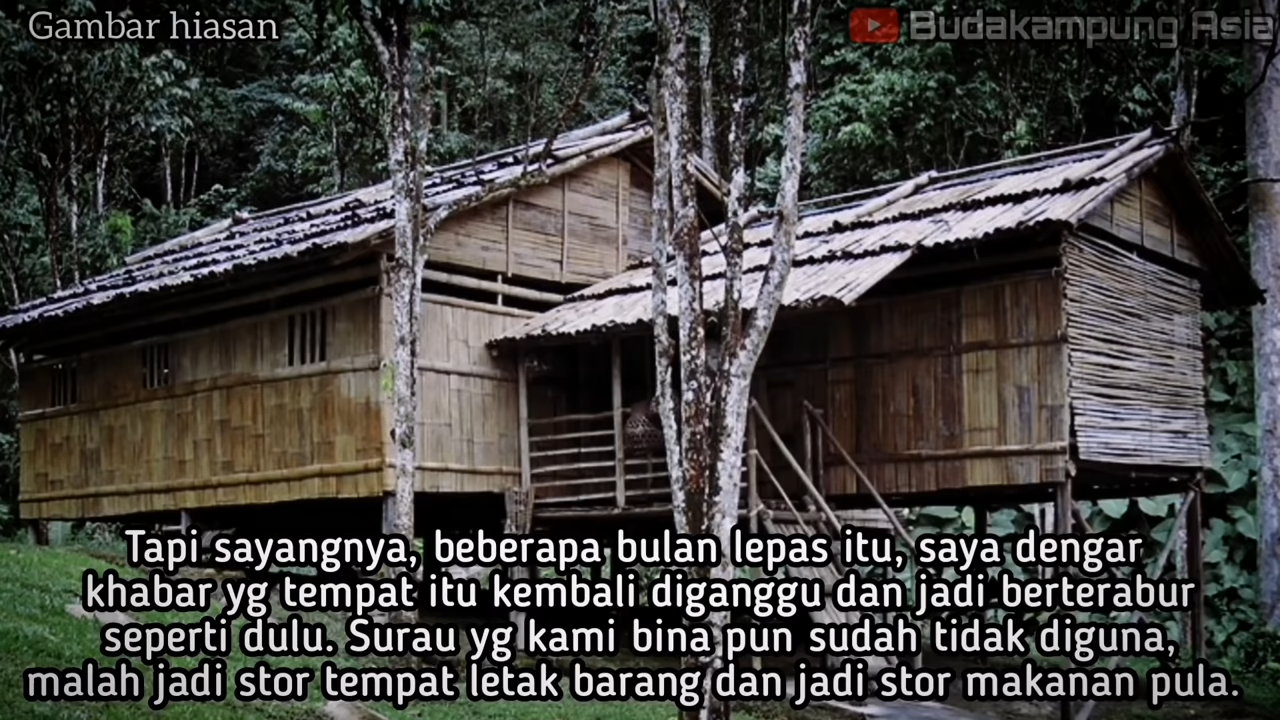 Gambar hiasan
Budakampung Asia
Tapi sayangnya, beberapa bulan lepas itu, saya dengar
khabar yg tempat itu kembali diganggu dan jadi berterabur
seperti dulu. Surau yg kami bina pun sudah tidak diguna,
malah jadi stor tempat letak barang dan jadi stor makanan pula.